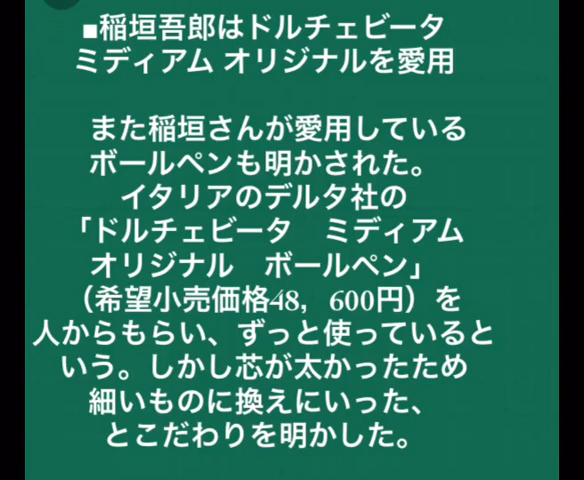 ■稲垣吾郎はドルチェビータ
ミディアム オリジナルを愛用
また稲垣さんが愛用している
ボールペンも明かされた。
イタリアのデルタ社の
「ドルチェビータ　ミディアム
オリジナル　ボールペン」
（希望小売価格48，600円）を
人からもらい、ずっと使っていると
いう。しかし芯が太かったため
細いものに換えにいった、
とこだわりを明かした。